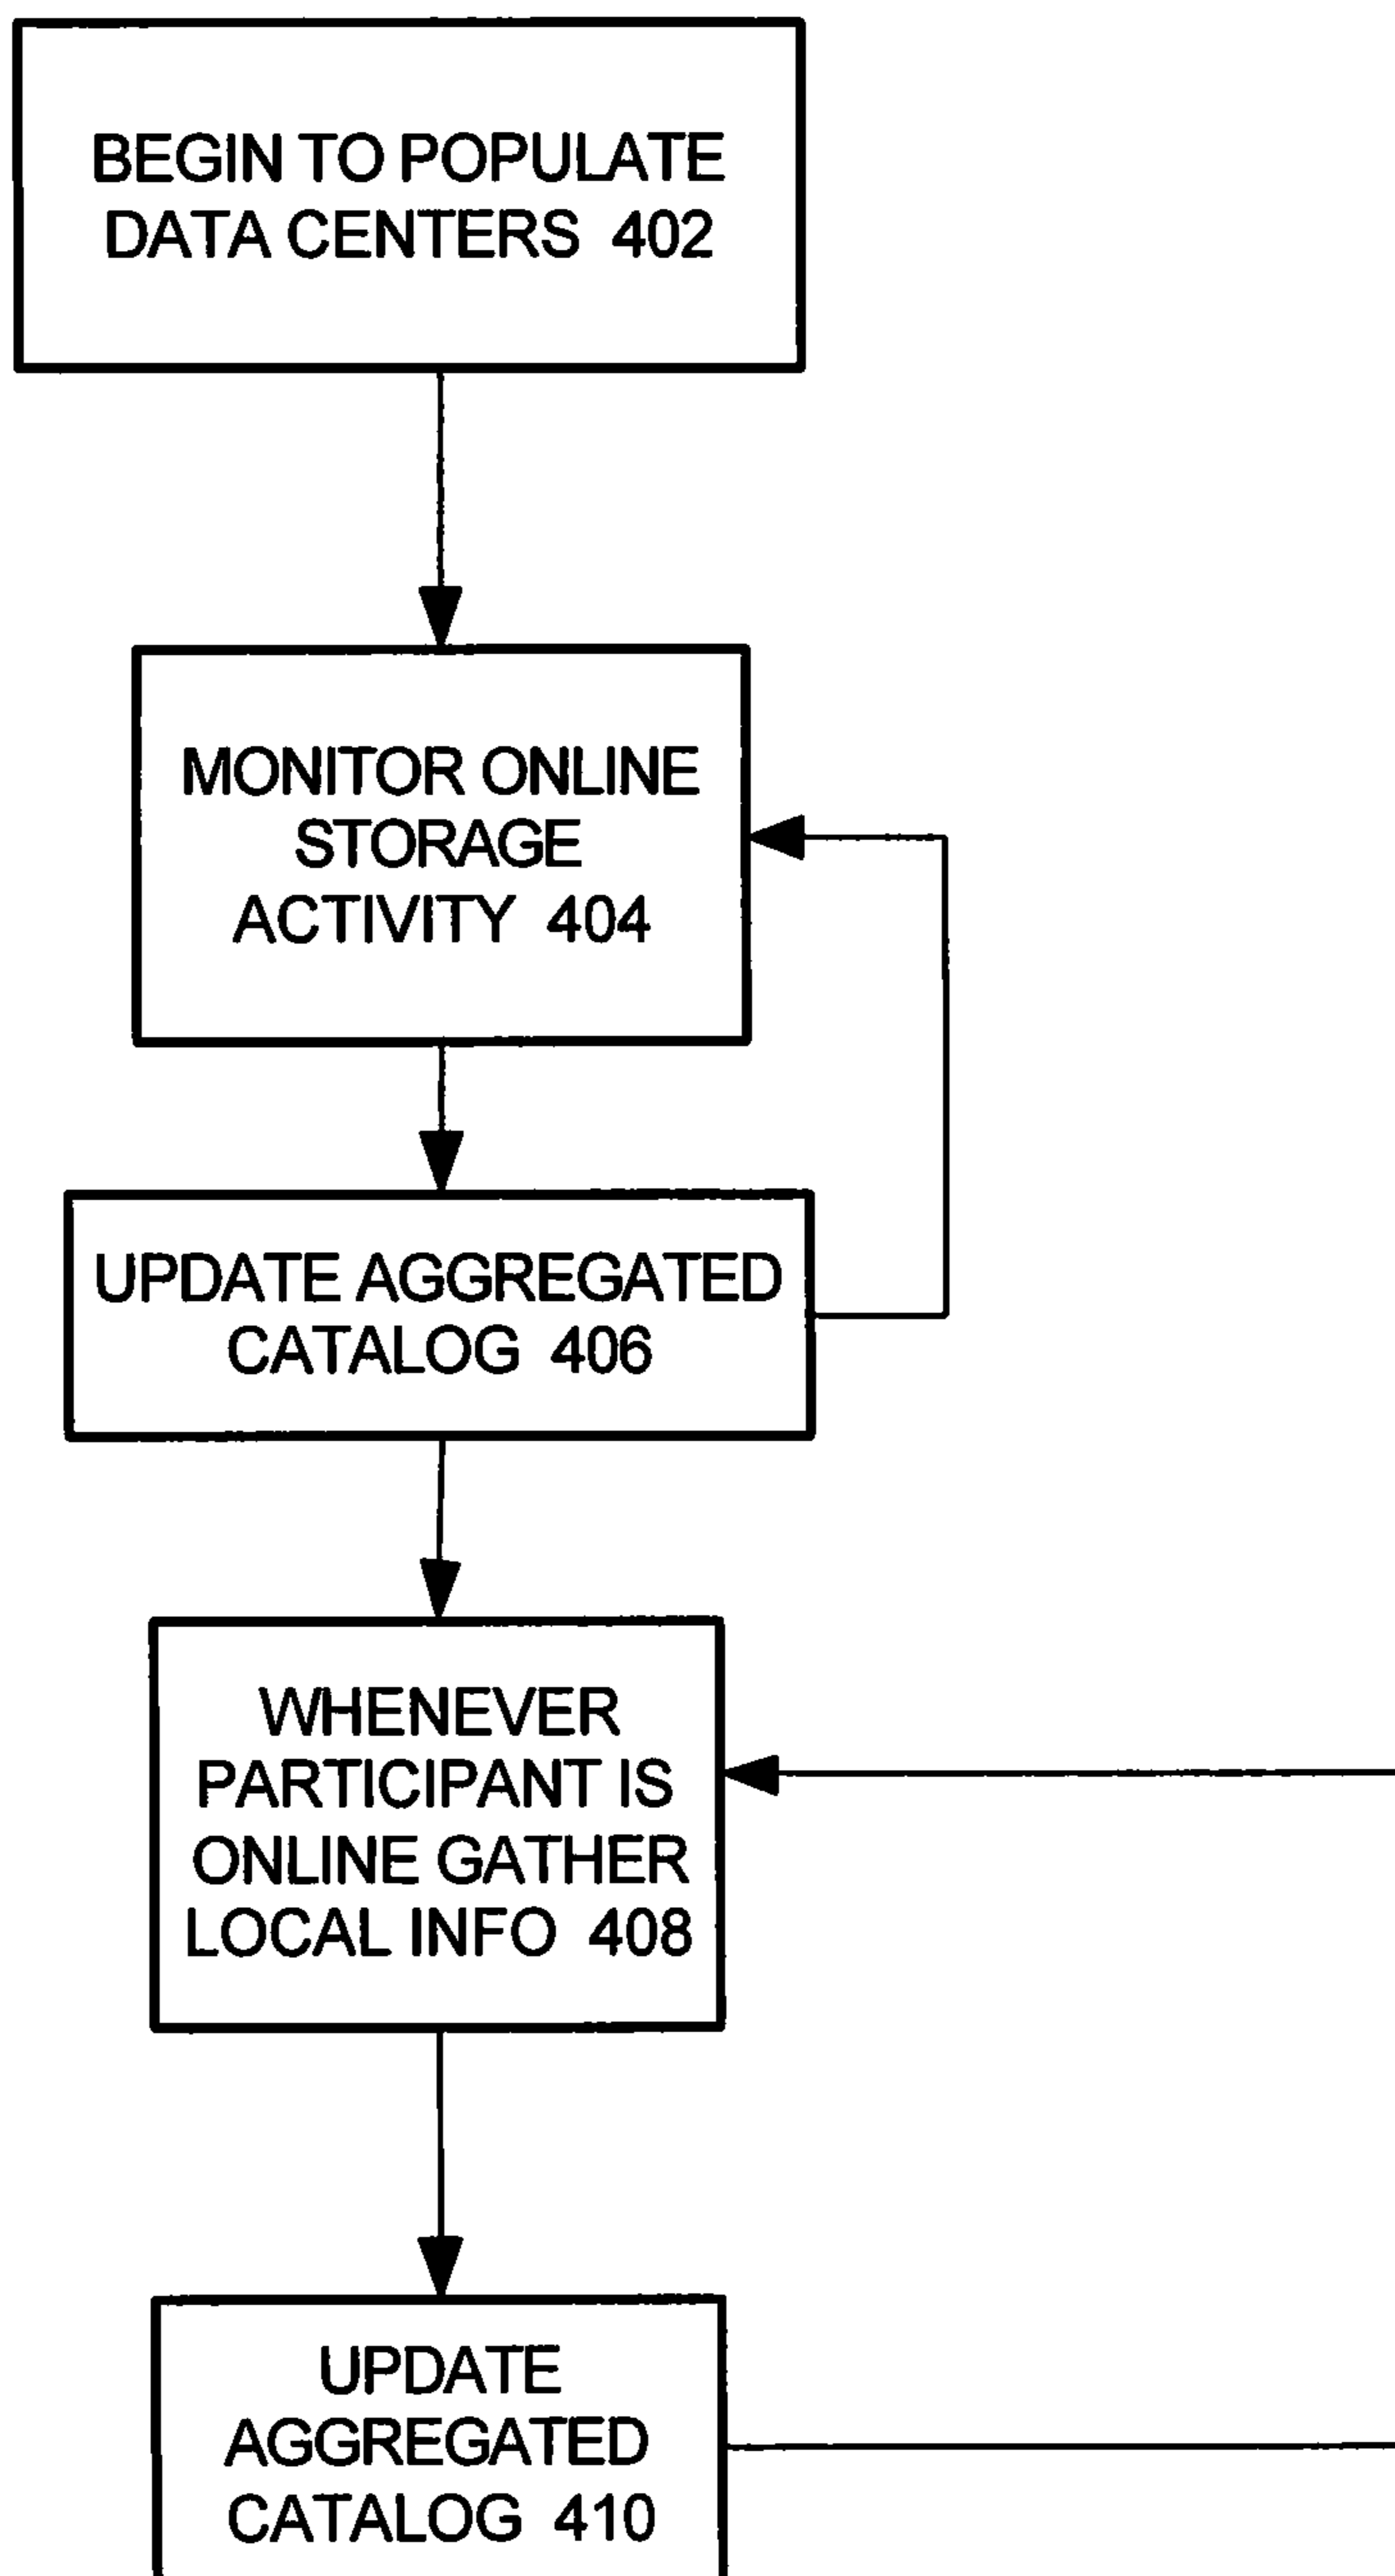 BEGIN TO POPULATE
DATA CENTERS 402
MONITOR ONLINE
STORAGE
ACTIVITY 404
UPDATE AGGREGATED
CATALOG 406
WHENEVER
PARTICIPANT IS
ONLINE GATHER
LOCAL INFO 408
UPDATE
AGGREGATED
CATALOG 410